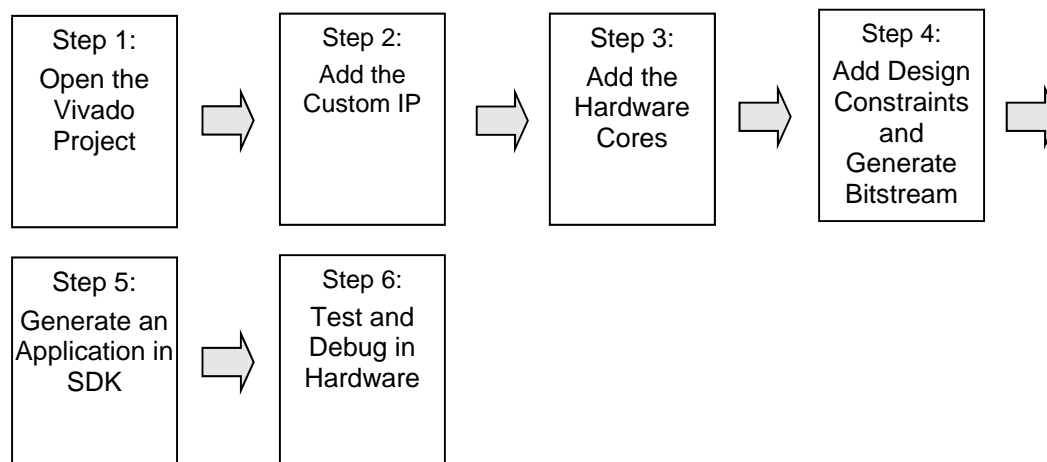 Step 1:
Open the
Vivado
Project
Step 2:
Add the
Custom IP
Step 3:
Add the
Hardware
Cores
Step 4:
Add Design
Constraints
and
Generate
Bitstream
Step 5:
Generate an
Application in
SDK
Step 6:
Test and
Debug in
Hardware